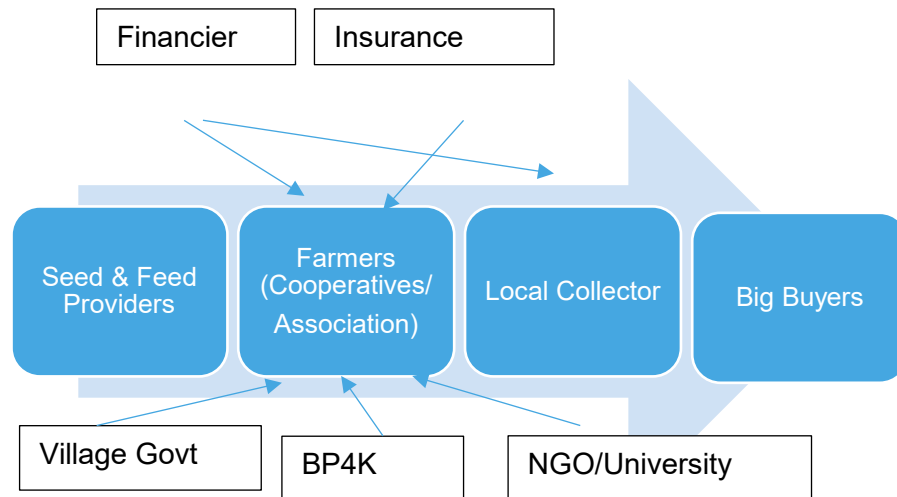 Financier
Insurance
Seed & Feed
Providers
Farmers
(Cooperatives/
Association)
Local Collector
Big Buyers
Village Govt
BP4K
NGO/University